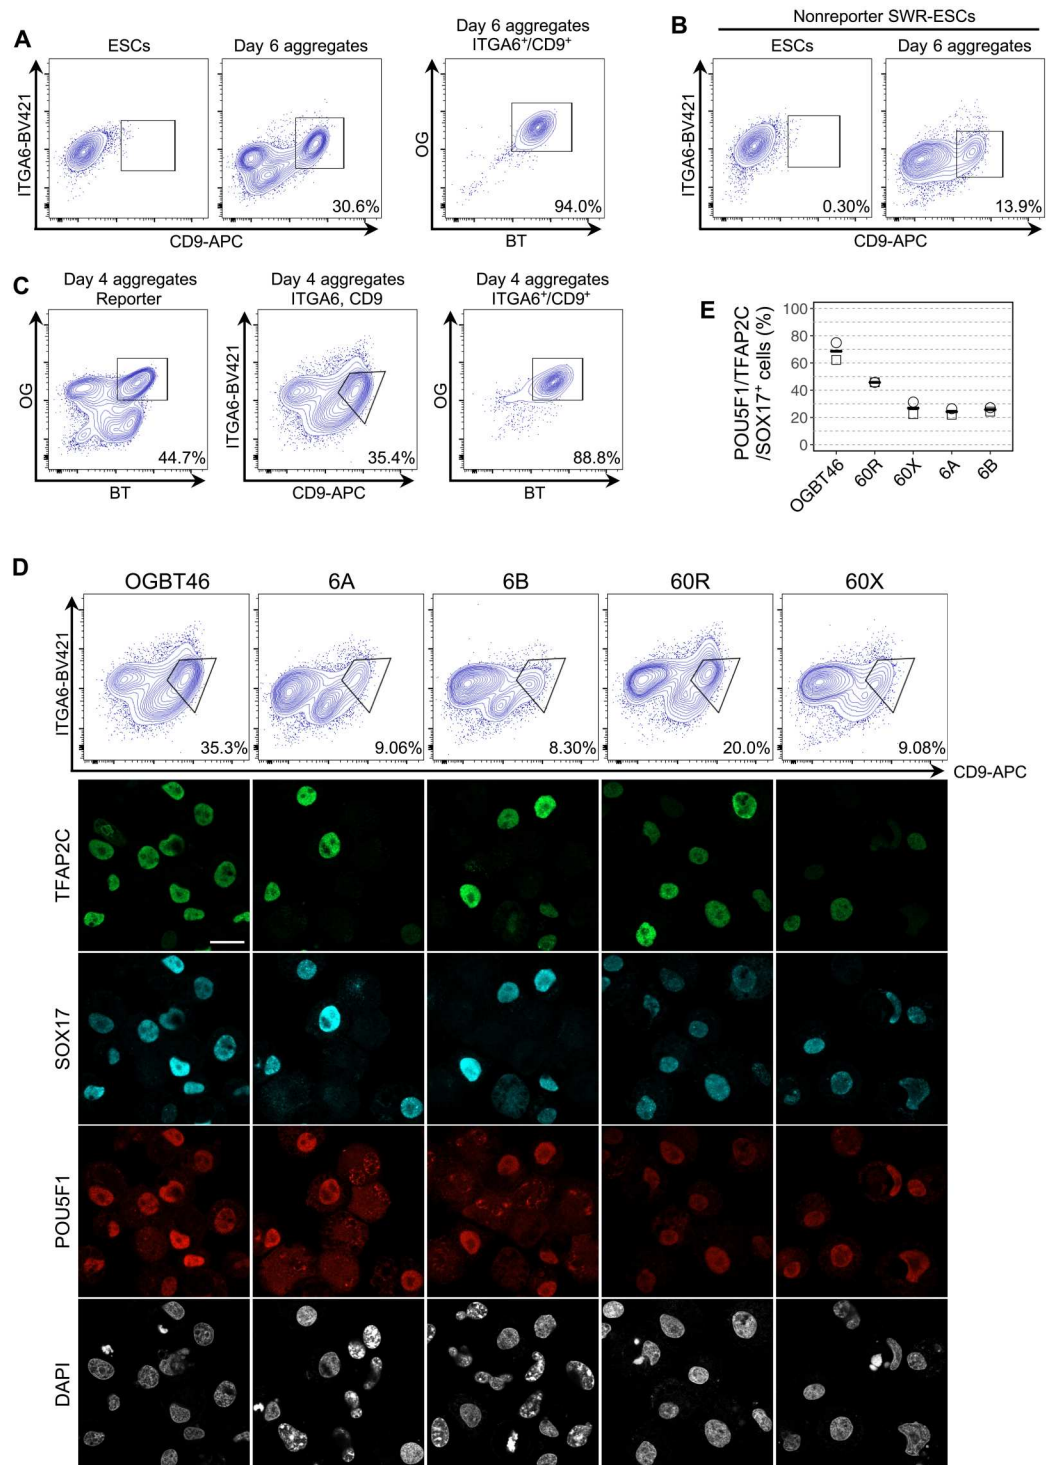 A
ESCs
Day 6 aggregates
Day 6 aggregates
ITGA6⁺/CD9⁺
ITGA6-BV421
CD9-APC
30.6%
OG
BT
94.0%
B
Nonreporter SWR-ESCs
ESCs
Day 6 aggregates
ITGA6-BV421
0.30%
13.9%
CD9-APC
C
Day 4 aggregates
Reporter
Day 4 aggregates
ITGA6, CD9
Day 4 aggregates
ITGA6⁺/CD9⁺
OG
44.7%
BT
ITGA6-BV421
35.4%
CD9-APC
OG
88.8%
BT
E
POU5F1/TFAP2C
/SOX17⁺ cells (%)
100
80
60
40
20
0
OGBT46
60R
60X
6A
6B
D
OGBT46
6A
6B
60R
60X
ITGA6-BV421
35.3%
9.06%
8.30%
20.0%
9.08%
CD9-APC
TFAP2C
SOX17
POU5F1
DAPI